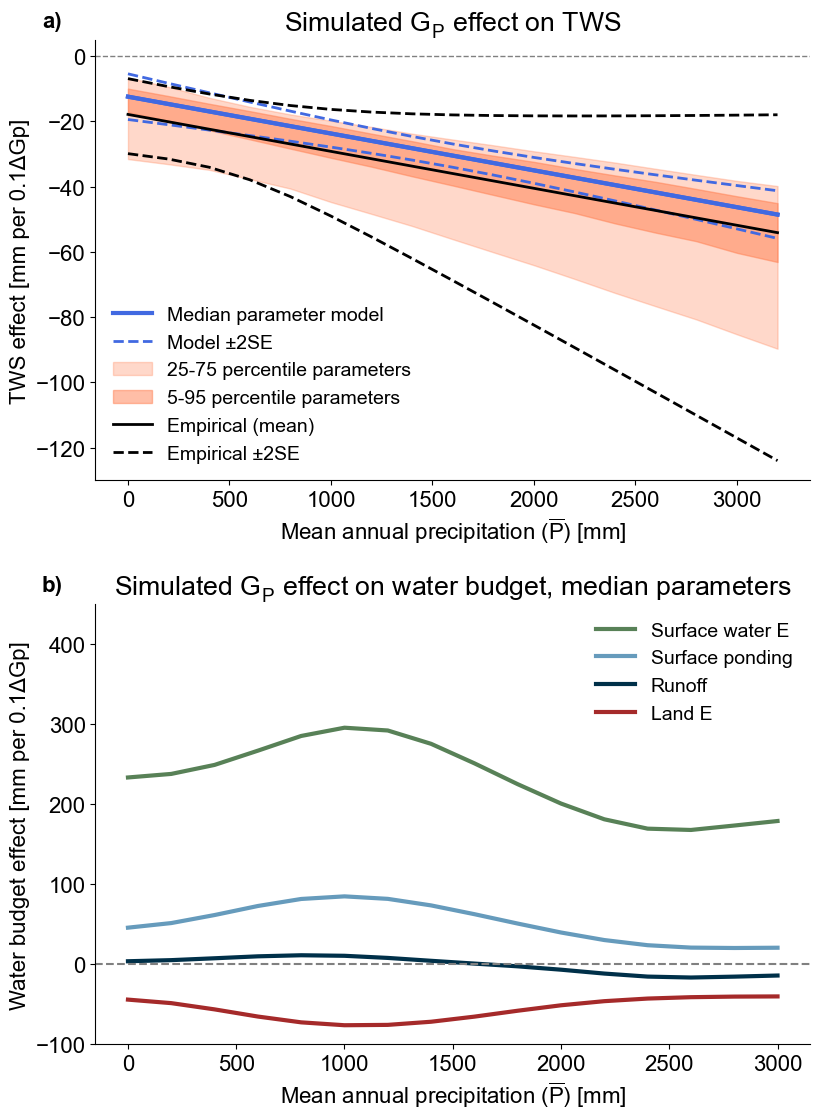 a)
Simulated G_P effect on TWS
TWS effect [mm per 0.1ΔGp]
0
−20
−40
−60
−80
−100
−120
Median parameter model
Model ±2SE
25-75 percentile parameters
5-95 percentile parameters
Empirical (mean)
Empirical ±2SE
0 500 1000 1500 2000 2500 3000
Mean annual precipitation (P̅) [mm]
b)
Simulated G_P effect on water budget, median parameters
Water budget effect [mm per 0.1ΔGp]
400
300
200
100
0
−100
Surface water E
Surface ponding
Runoff
Land E
0 500 1000 1500 2000 2500 3000
Mean annual precipitation (P̅) [mm]